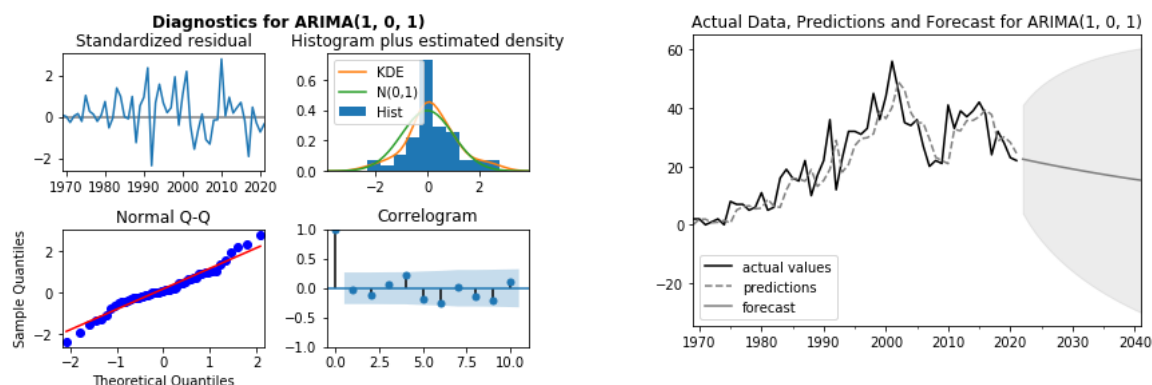 Diagnostics for ARIMA(1, 0, 1)
Standardized residual
2
0
−2
1970 1980 1990 2000 2010 2020
Histogram plus estimated density
KDE
N(0,1)
Hist
0.6
0.4
0.2
0.0
−2 0 2
Normal Q-Q
Sample Quantiles
2
0
−2
−2 −1 0 1 2
Theoretical Quantiles
Correlogram
1.0
0.5
0.0
−0.5
−1.0
0.0 2.5 5.0 7.5 10.0
Actual Data, Predictions and Forecast for ARIMA(1, 0, 1)
60
40
20
0
−20
actual values
predictions
forecast
1970 1980 1990 2000 2010 2020 2030 2040